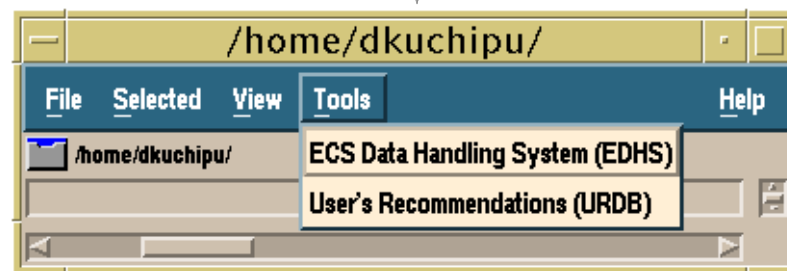 /home/dkuchipu/
File Selected View Tools Help
/home/dkuchipu/
ECS Data Handling System (EDHS)
User's Recommendations (URDB)